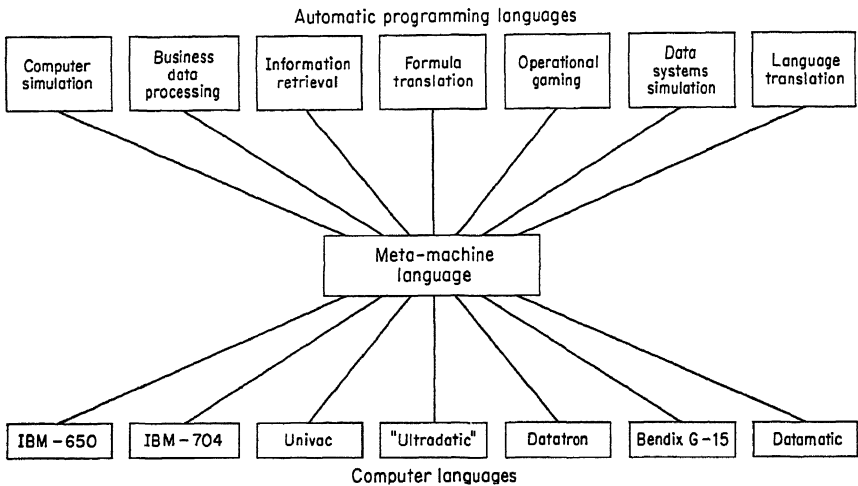 Automatic programming languages
Computer
simulation
Business
data
processing
Information
retrieval
Formula
translation
Operational
gaming
Data
systems
simulation
Language
translation
Meta-machine
language
IBM-650
IBM-704
Univac
"Ultradatic"
Datatron
Bendix G-15
Datamatic
Computer languages